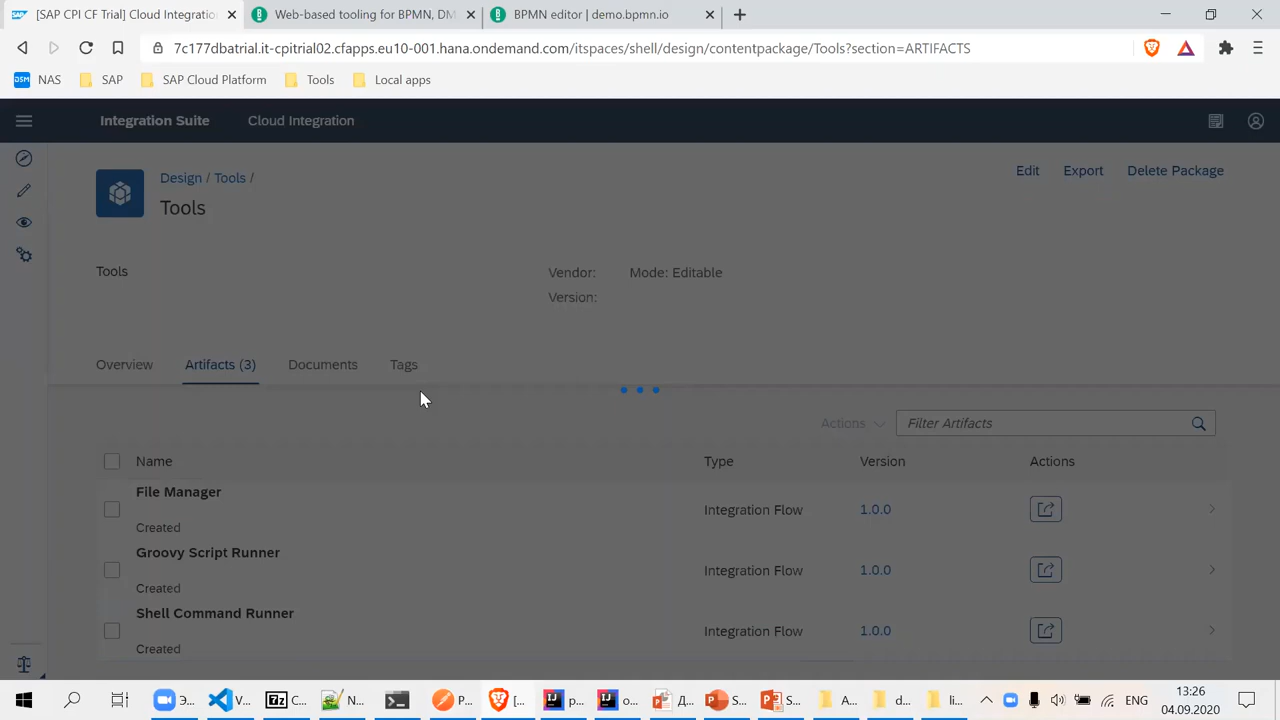 [SAP CPI CF Trial] Cloud Integration
Web-based tooling for BPMN, DM
BPMN editor | demo.bpmn.io
7c177dbatrial.it-cpitrial02.cfapps.eu10-001.hana.ondemand.com/itspaces/shell/design/contentpackage/Tools?section=ARTIFACTS
DSM NAS SAP SAP Cloud Platform Tools Local apps
Integration Suite Cloud Integration
Design / Tools /
Edit Export Delete Package
Tools
Tools
Vendor: Mode: Editable
Version:
Overview Artifacts (3) Documents Tags
Actions Filter Artifacts
Name Type Version Actions
File Manager
Integration Flow 1.0.0
Created
Groovy Script Runner
Integration Flow 1.0.0
Created
Shell Command Runner
Integration Flow 1.0.0
Created
Э... V... C... N... P... [... p... o... Д... S... S... A... d... li... ENG 13:26
04.09.2020